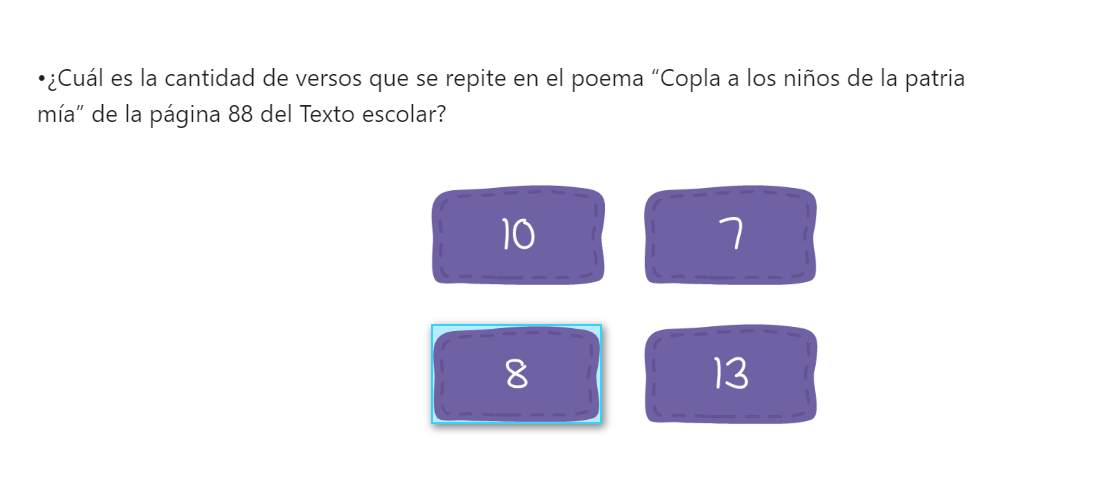 •¿Cuál es la cantidad de versos que se repite en el poema “Copla a los niños de la patria
mía” de la página 88 del Texto escolar?
10
7
8
13